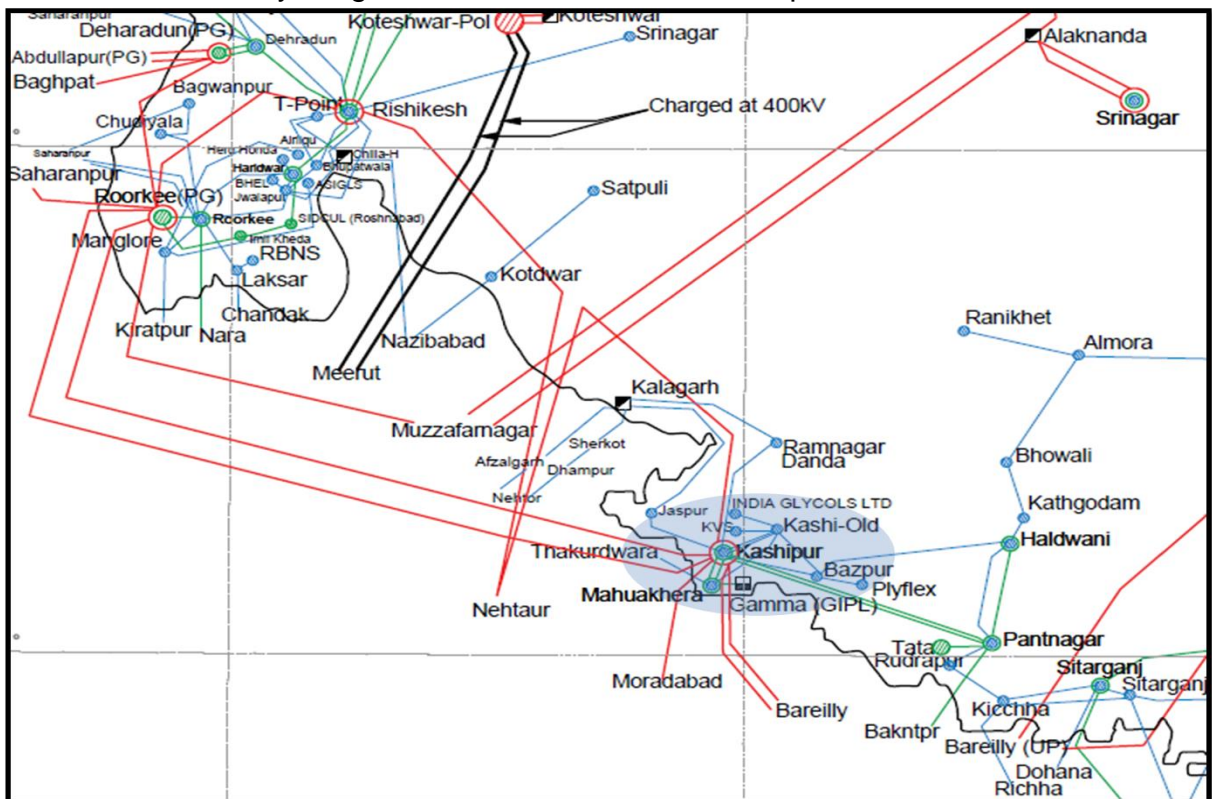 Deharadun(PG)
Dehradun
Koteshwar-Pol
Koteshwar
Srinagar
Alaknanda
Abdullapur(PG)
Baghpat
Bagwanpur
T-Point
Rishikesh
Charged at 400kV
Srinagar
Chudiyala
Saharanpur
Saharanpur
Hero Honda
Chilla-H
Haridwar
Bhupatwala
BHEL
ASIGLS
Jwalapur
Satpuli
Roorkee(PG)
Roorkee
SIDCUL (Roshnabad)
Manglore
Imli Kheda
RBNS
Laksar
Kotdwar
Chandak
Kiratpur
Nara
Nazibabad
Meerut
Ranikhet
Almora
Kalagarh
Muzzafarnagar
Sherkot
Ramnagar
Danda
Afzalgarh
Dhampur
Bhowali
Nehtor
Kathgodam
Jaspur
INDIA GLYCOLS LTD
KVS
Kashi-Old
Thakurdwara
Kashipur
Haldwani
Bazpur
Mahuakhera
Plyflex
Nehtaur
Gamma (GIPL)
Pantnagar
Tata
Rudrapur
Sitarganj
Sitarganj
Moradabad
Bareilly
Kicchha
Bakntpr
Bareilly (UP)
Dohana
Richha